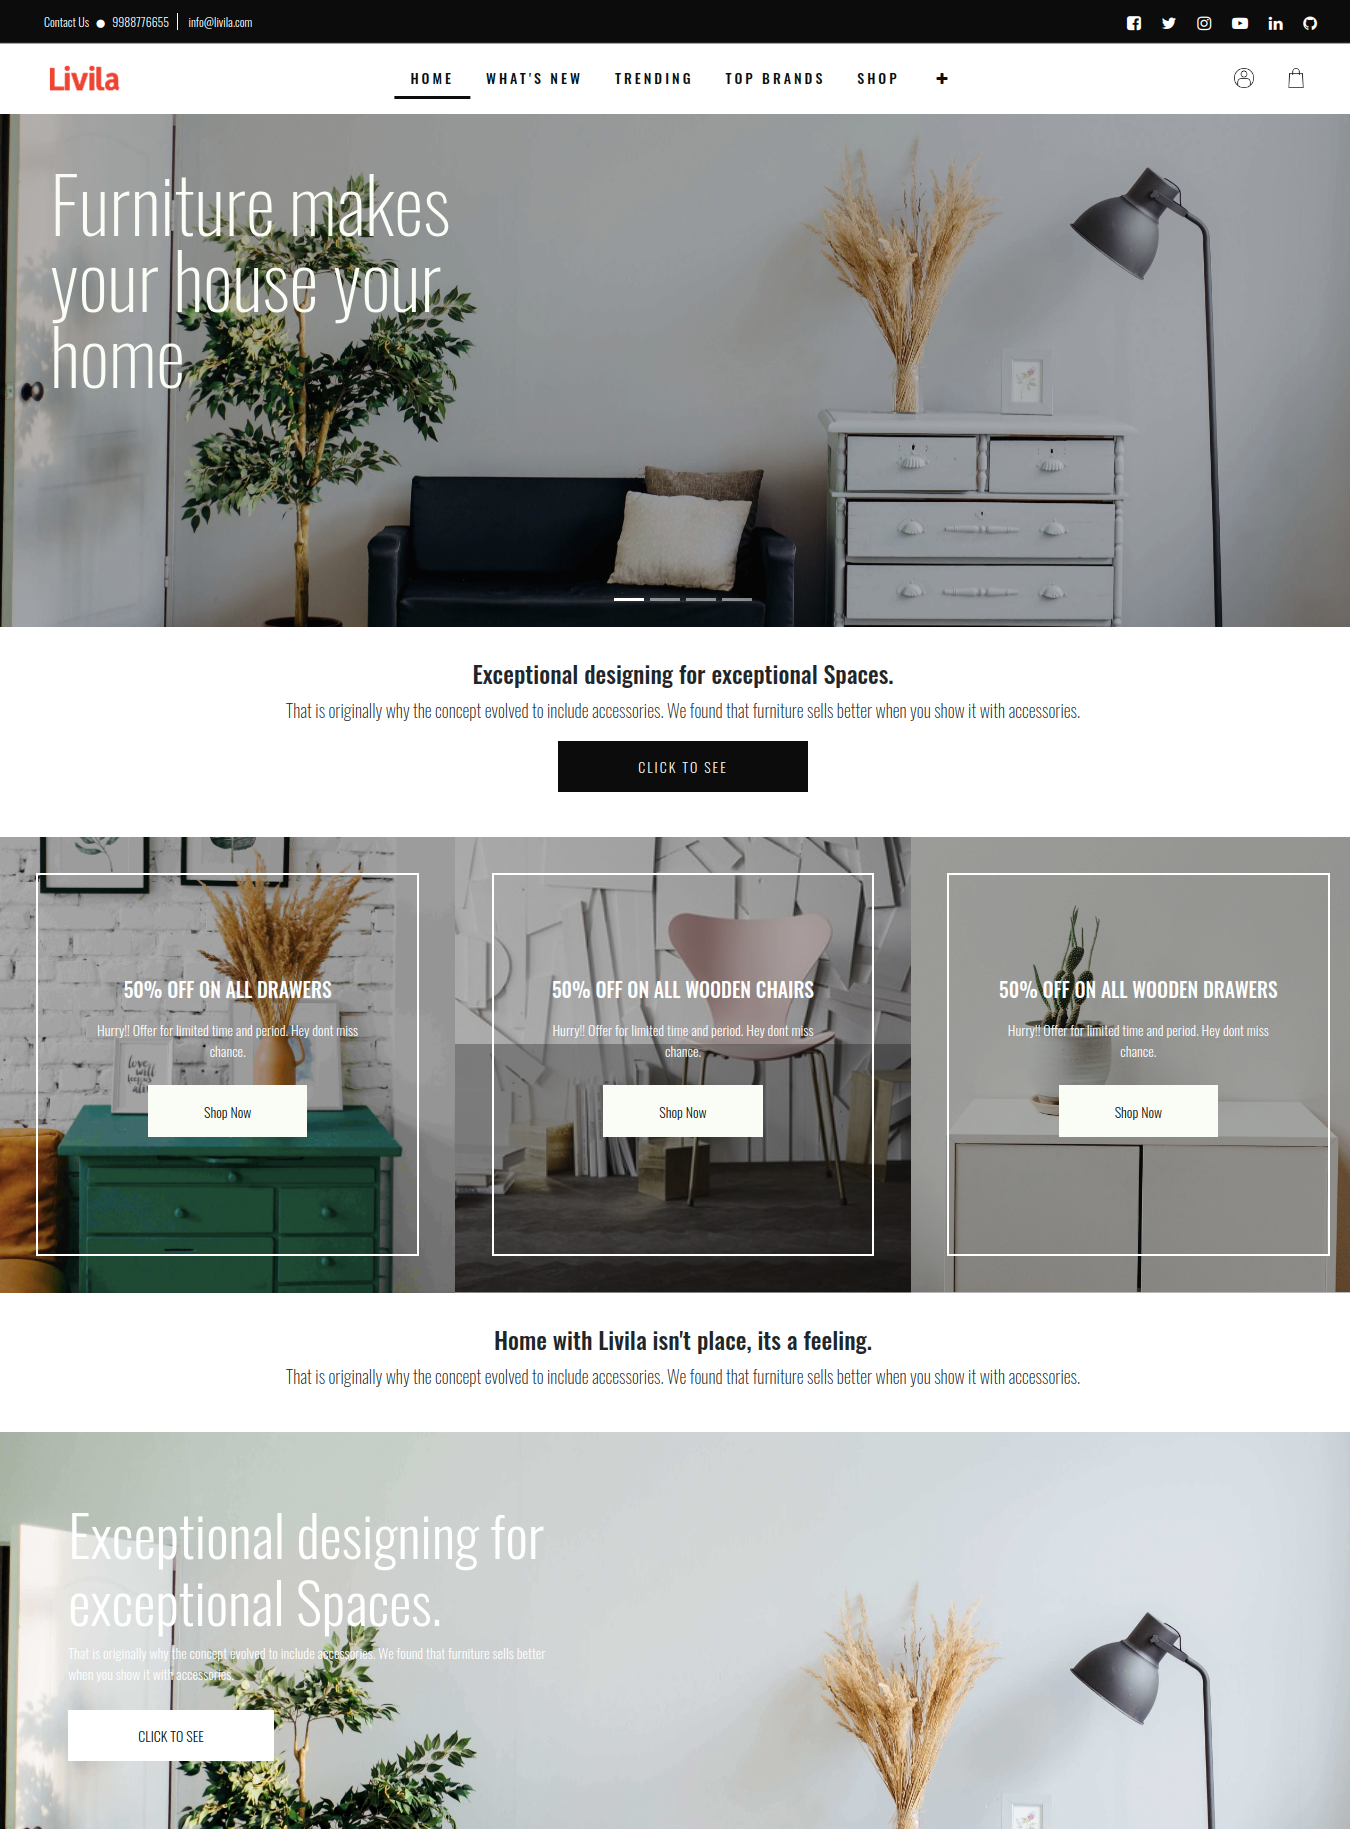 Contact Us ● 9988776655 | info@livila.com
Livila
HOME
WHAT'S NEW
TRENDING
TOP BRANDS
SHOP
Furniture makes
your house your
home
Exceptional designing for exceptional Spaces.
That is originally why the concept evolved to include accessories. We found that furniture sells better when you show it with accessories.
CLICK TO SEE
50% OFF ON ALL DRAWERS
Hurry!! Offer for limited time and period. Hey dont miss
chance.
Shop Now
50% OFF ON ALL WOODEN CHAIRS
Hurry!! Offer for limited time and period. Hey dont miss
chance.
Shop Now
50% OFF ON ALL WOODEN DRAWERS
Hurry!! Offer for limited time and period. Hey dont miss
chance.
Shop Now
Home with Livila isn't place, its a feeling.
That is originally why the concept evolved to include accessories. We found that furniture sells better when you show it with accessories.
Exceptional designing for
exceptional Spaces.
That is originally why the concept evolved to include accessories. We found that furniture sells better
when you show it with accessories.
CLICK TO SEE